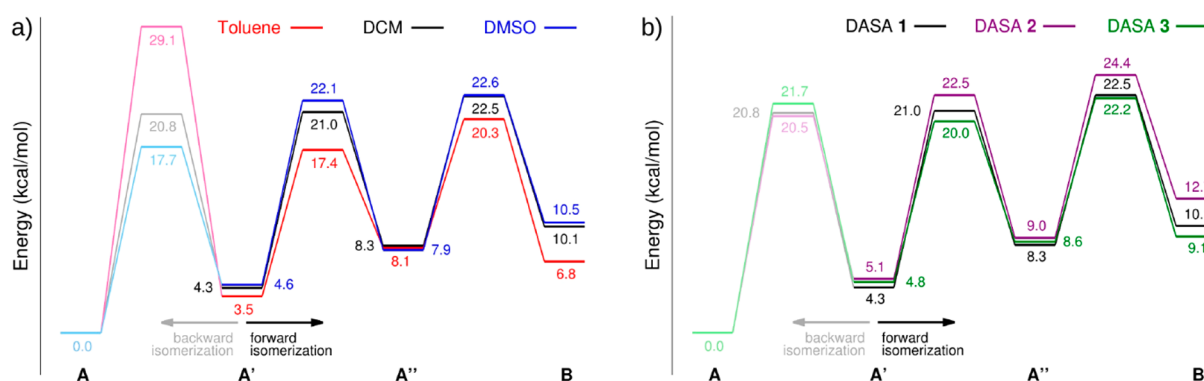 a)
Toluene
DCM
DMSO
Energy (kcal/mol)
29.1
20.8
17.7
22.1
21.0
17.4
22.6
22.5
20.3
10.5
10.1
6.8
8.3
8.1
7.9
4.3
4.6
3.5
0.0
backward
isomerization
forward
isomerization
A
A'
A''
B
b)
DASA 1
DASA 2
DASA 3
Energy (kcal/mol)
21.7
20.8
20.5
22.5
21.0
20.0
24.4
22.5
22.2
12.
10.
9.1
9.0
8.6
8.3
5.1
4.8
4.3
0.0
backward
isomerization
forward
isomerization
A
A'
A''
B